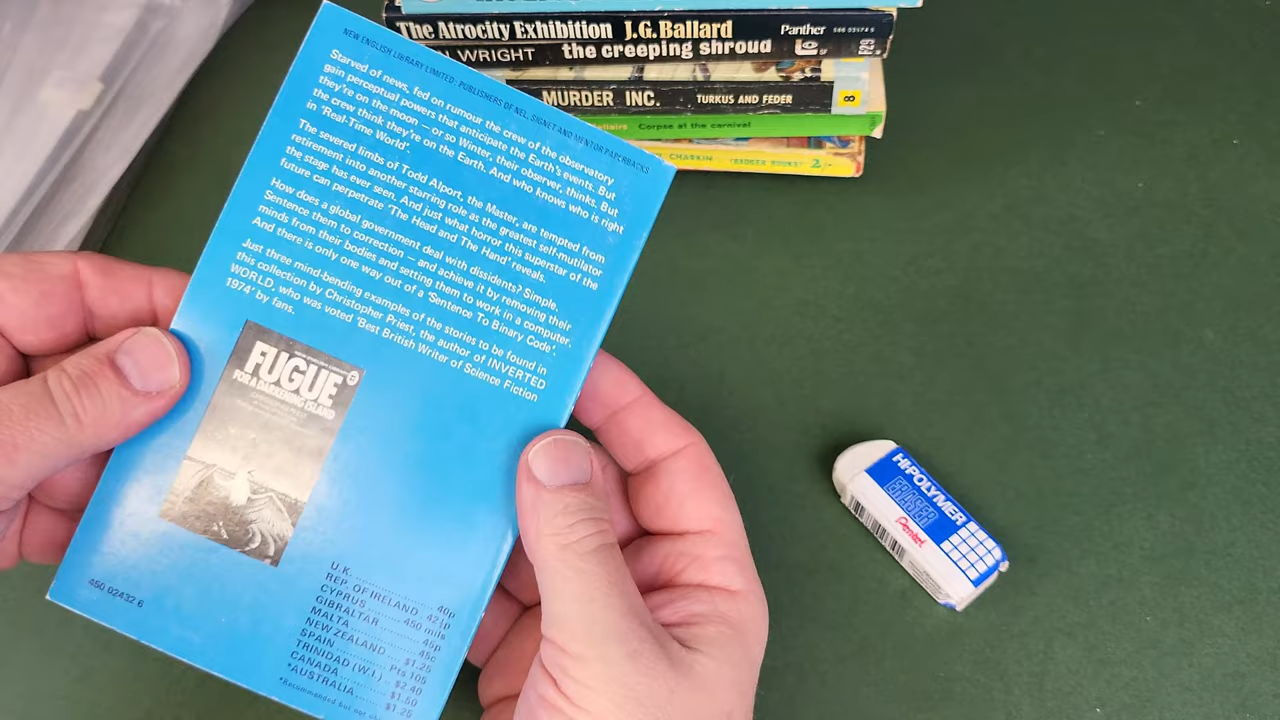 The Atrocity Exhibition J.G.Ballard Panther 586 03574 5
WRIGHT the creeping shroud F29
MURDER INC. TURKUS AND FEDER 8
Corpse at the carnival
CHARKIN (BADGER BOOKS) 2/-
NEW ENGLISH LIBRARY LIMITED: PUBLISHERS OF NEL, SIGNET AND MENTOR PAPERBACKS
Starved of news, fed on rumour the crew of the observatory
gain perceptual powers that anticipate the Earth's events. But
they're on the moon — or so Winter, their observer, thinks. But
the crew think they're on the Earth. And who knows who is right
in 'Real-Time World'.
The severed limbs of Todd Alport, the Master, are tempted from
retirement into another starring role as the greatest self-mutilator
the stage has ever seen. And just what horror this superstar of the
future can perpetrate 'The Head and The Hand' reveals.
How does a global government deal with dissidents? Simple.
Sentence them to correction — and achieve it by removing their
minds from their bodies and setting them to work in a computer.
And there is only one way out of a 'Sentence To Binary Code'.
Just three mind-bending examples of the stories to be found in
this collection by Christopher Priest, the author of INVERTED
WORLD, who was voted 'Best British Writer of Science Fiction
1974' by fans.
FUGUE
FOR A DARKENING ISLAND
450 02432 6
U.K. 40p
REP. OF IRELAND 42½p
CYPRUS 450 mils
GIBRALTAR 45p
MALTA 45c
NEW ZEALAND $1.25
SPAIN Pts 105
TRINIDAD (W.I.) $2.40
CANADA $1.50
*AUSTRALIA $1.25
*Recommended but not
HI-POLYMER
ERASER
Pentel